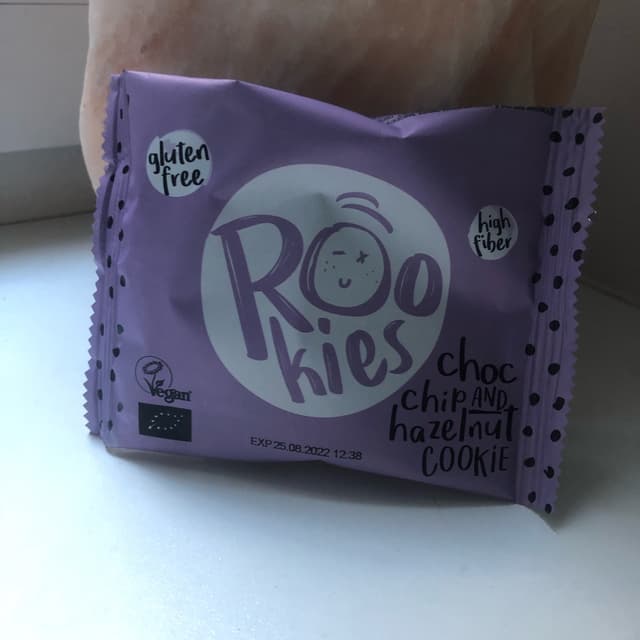 gluten
free
Roo
kies
high
fiber
Vegan
choc
chip AND
hazelnut
COOKIE
EXP.25.08.2022 12:38